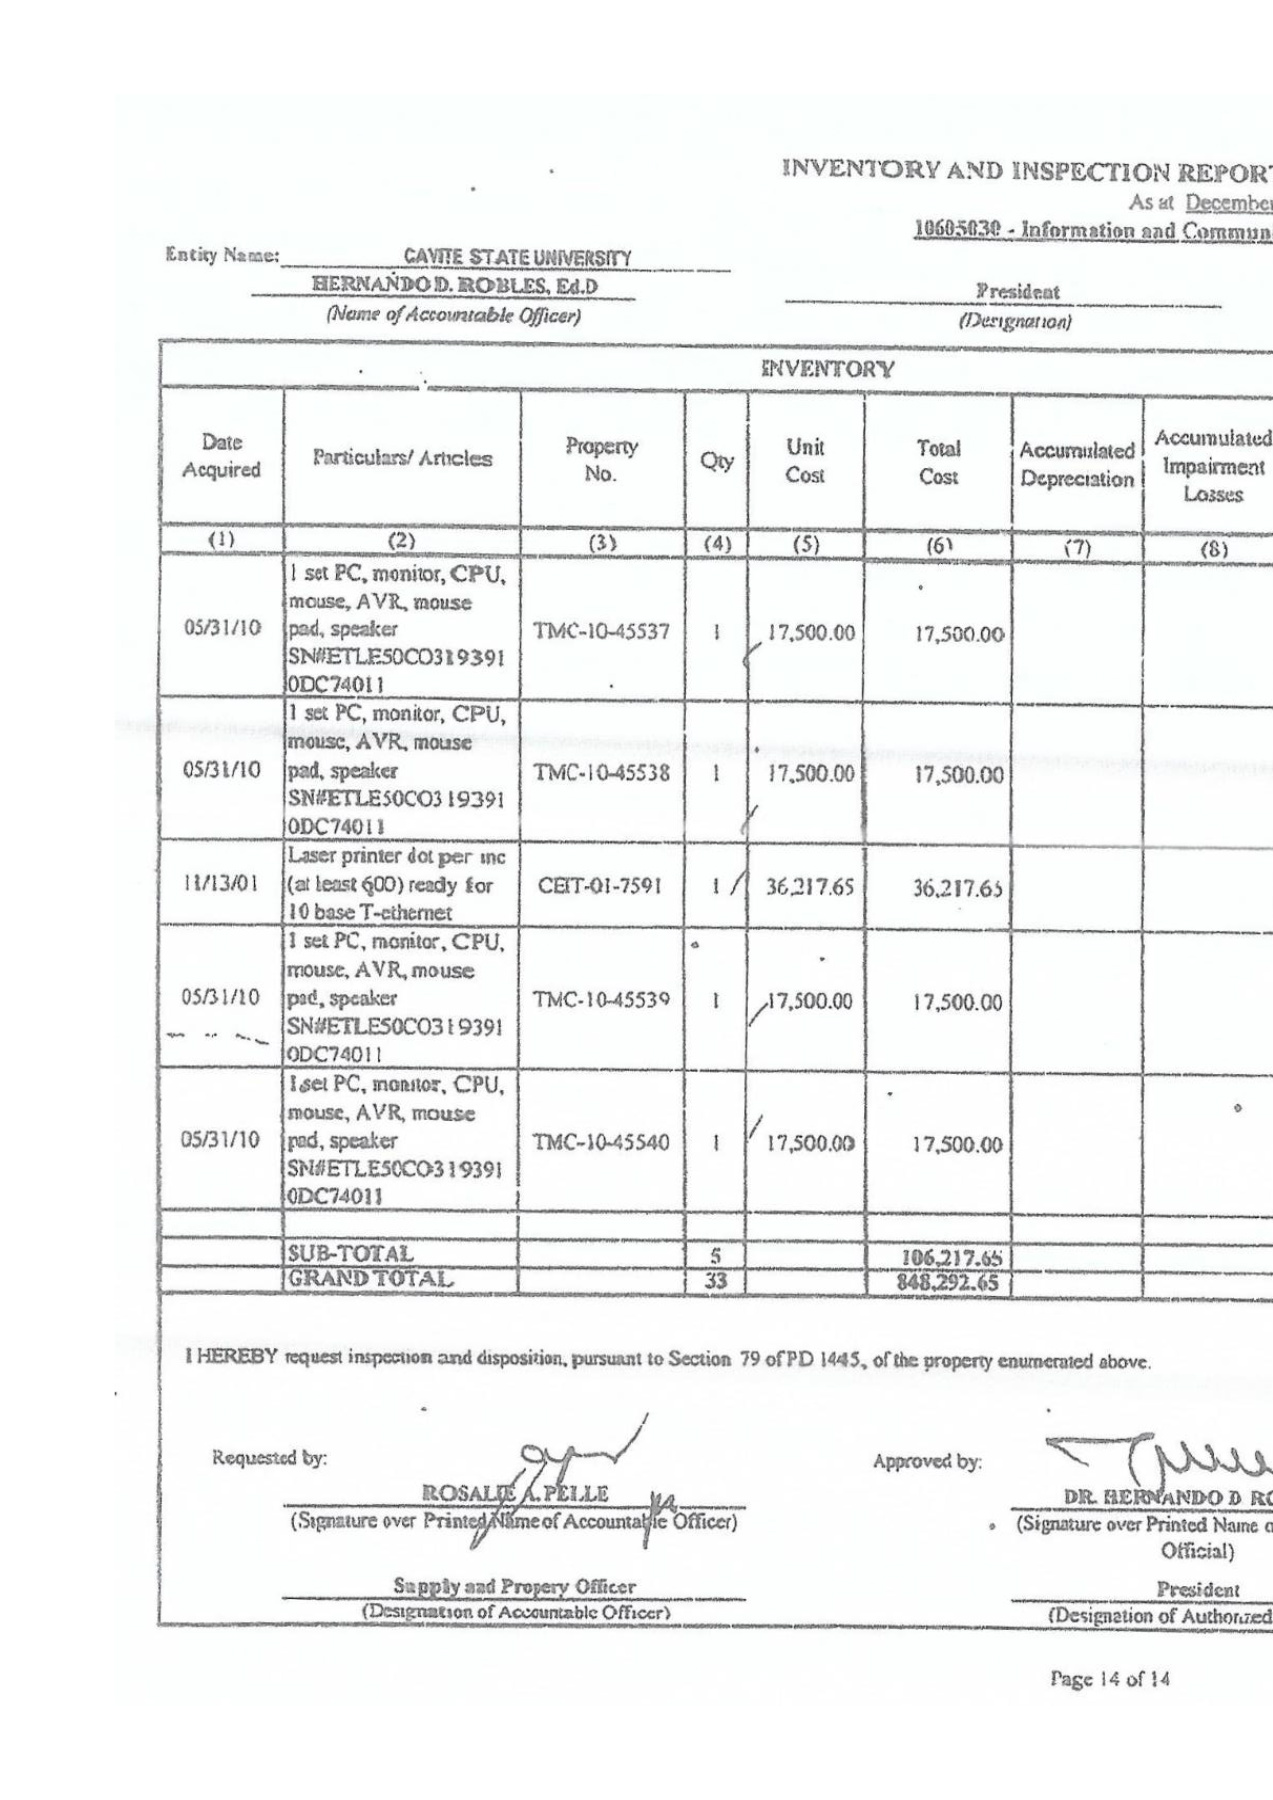 INVENTORY AND INSPECTION REPOR
As at December
10605030 - Information and Commun
Entity Name: CAVITE STATE UNIVERSITY
HERNANDO D. ROBLES, Ed.D
President
(Name of Accountable Officer)
(Designation)
INVENTORY
Date Acquired Particulars/ Articles Property No. Qty Unit Cost Total Cost Accumulated Depreciation Accumulated Impairment Losses
(1) (2) (3) (4) (5) (6) (7) (8)
1 set PC, monitor, CPU,
mouse, AVR, mouse
05/31/10 pad, speaker TMC-10-45537 1 17,500.00 17,500.00
SN#ETLE50CO319391
0DC74011
1 set PC, monitor, CPU,
mouse, AVR, mouse
05/31/10 pad, speaker TMC-10-45538 1 17,500.00 17,500.00
SN#ETLE50CO319391
0DC74011
Laser printer dot per inc
11/13/01 (at least 600) ready for CEIT-01-7591 1 36,217.65 36,217.65
10 base T-ethernet
1 set PC, monitor, CPU,
mouse, AVR, mouse
05/31/10 pad, speaker TMC-10-45539 1 17,500.00 17,500.00
SN#ETLE50CO319391
0DC74011
1 set PC, monitor, CPU,
mouse, AVR, mouse
05/31/10 pad, speaker TMC-10-45540 1 17,500.00 17,500.00
SN#ETLE50CO319391
0DC74011
SUB-TOTAL 5 106,217.65
GRAND TOTAL 33 848,292.65
I HEREBY request inspection and disposition, pursuant to Section 79 of PD 1445, of the property enumerated above.
Requested by: Approved by:
ROSALIE A. PELLE DR. HERNANDO D RO
(Signature over Printed Name of Accountable Officer) (Signature over Printed Name o
Official)
Supply and Propery Officer President
(Designation of Accountable Officer) (Designation of Authorized
Page 14 of 14